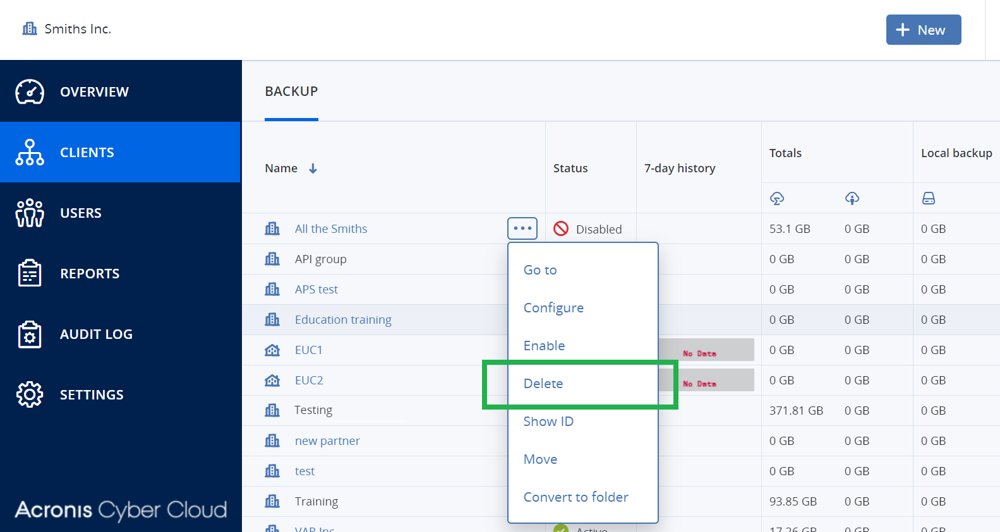 Smiths Inc.
New
OVERVIEW
CLIENTS
USERS
REPORTS
AUDIT LOG
SETTINGS
Acronis Cyber Cloud
BACKUP
Name Status 7-day history Totals Local backup
All the Smiths ••• Disabled 53.1 GB 0 GB 0 GB
API group 0 GB 0 GB 0 GB
APS test 0 GB 0 GB 0 GB
Education training 0 GB 0 GB 0 GB
EUC1 No Data 0 GB 0 GB 0 GB
EUC2 No Data 0 GB 0 GB 0 GB
Testing 371.81 GB 0 GB 0 GB
new partner 0 GB 0 GB 0 GB
test 0 GB 0 GB 0 GB
Training 93.85 GB 0 GB 0 GB
VAR Inc Active 17.26 GB 0 GB 0 GB
Go to
Configure
Enable
Delete
Show ID
Move
Convert to folder